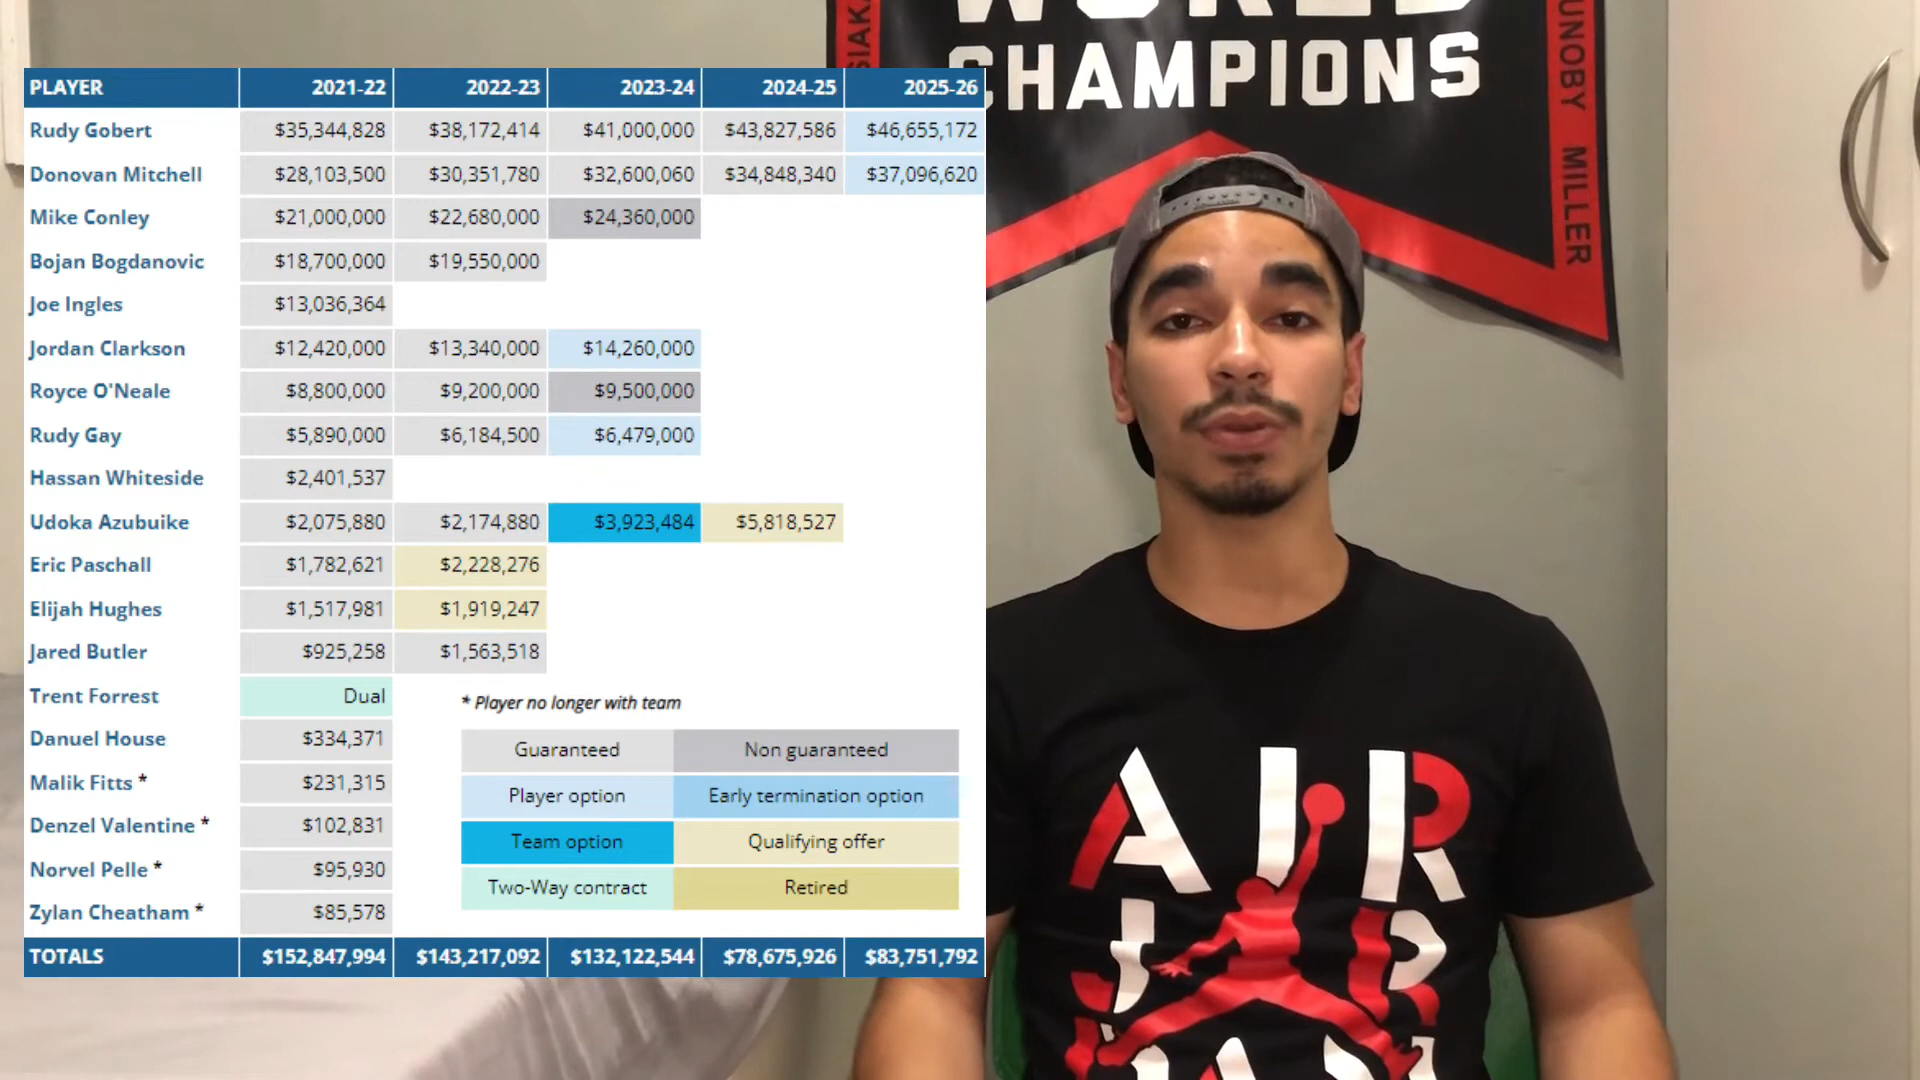 WORLD
CHAMPIONS
UNOBY MILLER
PLAYER 2021-22 2022-23 2023-24 2024-25 2025-26
Rudy Gobert $35,344,828 $38,172,414 $41,000,000 $43,827,586 $46,655,172
Donovan Mitchell $28,103,500 $30,351,780 $32,600,060 $34,848,340 $37,096,620
Mike Conley $21,000,000 $22,680,000 $24,360,000
Bojan Bogdanovic $18,700,000 $19,550,000
Joe Ingles $13,036,364
Jordan Clarkson $12,420,000 $13,340,000 $14,260,000
Royce O'Neale $8,800,000 $9,200,000 $9,500,000
Rudy Gay $5,890,000 $6,184,500 $6,479,000
Hassan Whiteside $2,401,537
Udoka Azubuike $2,075,880 $2,174,880 $3,923,484 $5,818,527
Eric Paschall $1,782,621 $2,228,276
Elijah Hughes $1,517,981 $1,919,247
Jared Butler $925,258 $1,563,518
Trent Forrest Dual
Danuel House $334,371
Malik Fitts * $231,315
Denzel Valentine * $102,831
Norvel Pelle * $95,930
Zylan Cheatham * $85,578
TOTALS $152,847,994 $143,217,092 $132,122,544 $78,675,926 $83,751,792
* Player no longer with team
Guaranteed Non guaranteed
Player option Early termination option
Team option Qualifying offer
Two-Way contract Retired
AIR